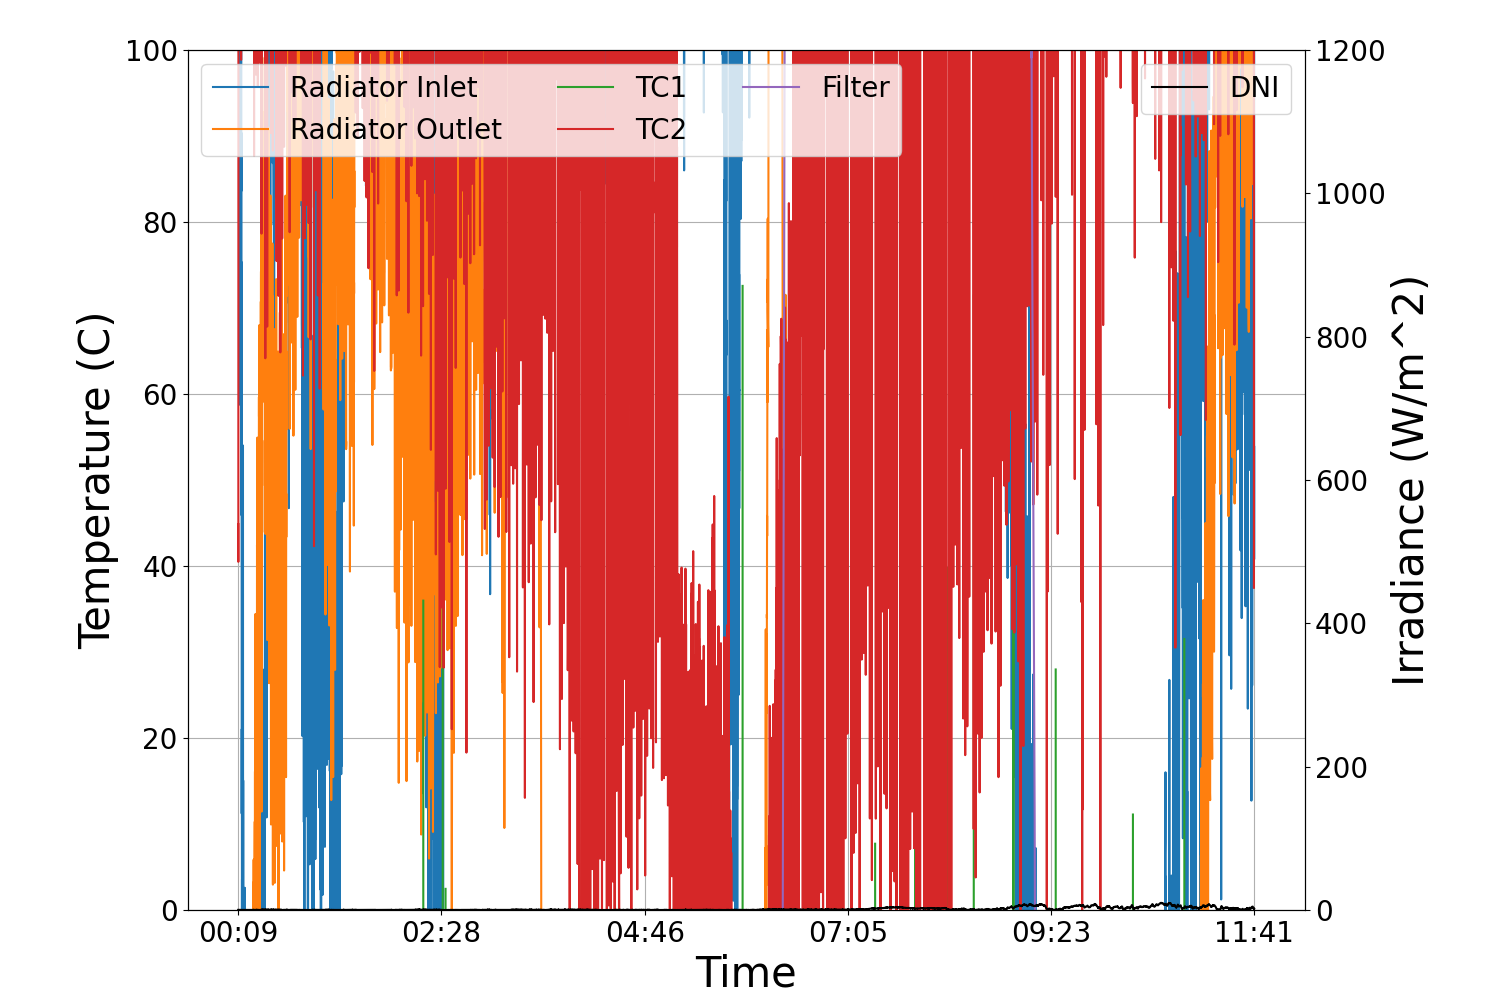 100
80
60
40
20
0
Temperature (C)
Radiator Inlet
Radiator Outlet
TC1
TC2
Filter
DNI
1200
1000
800
600
400
200
0
Irradiance (W/m^2)
00:09
02:28
04:46
07:05
09:23
11:41
Time